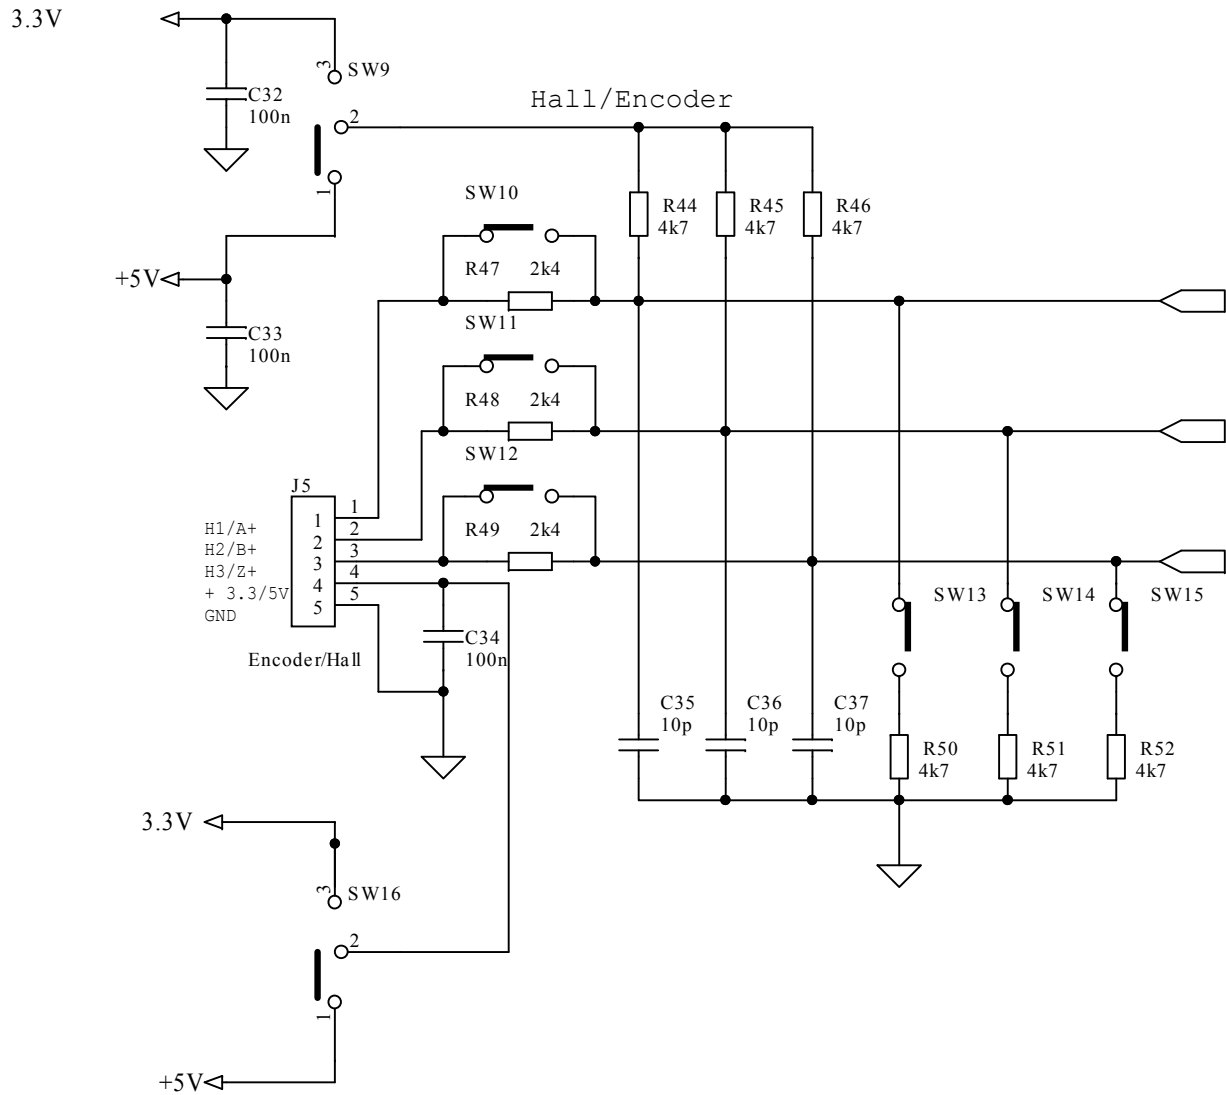 3.3V
3
SW9
C32
100n
2
Hall/Encoder
1
SW10
R44
4k7
R45
4k7
R46
4k7
+5V
R47 2k4
C33
100n
SW11
R48 2k4
SW12
J5
R49 2k4
H1/A+ 1 1
H2/B+ 2 2
H3/Z+ 3 3
+ 3.3/5V 4 4
GND 5 5
Encoder/Hall
C34
100n
SW13
SW14
SW15
C35
10p
C36
10p
C37
10p
R50
4k7
R51
4k7
R52
4k7
3.3V
3
SW16
2
1
+5V